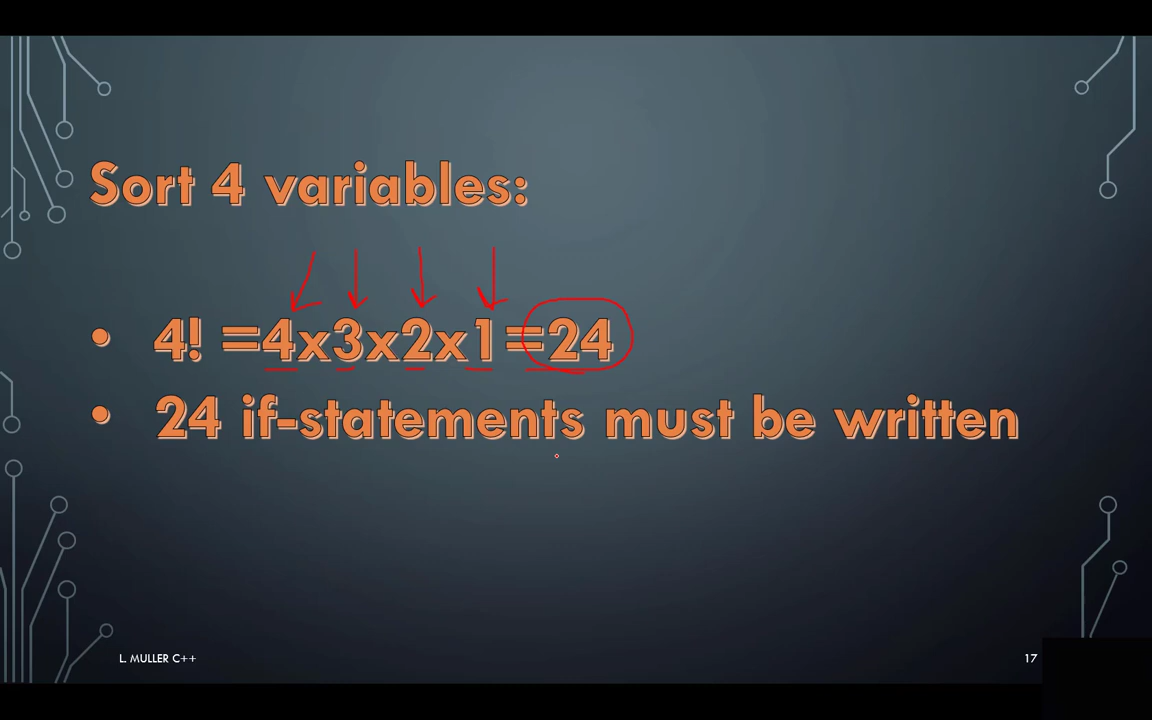 Sort 4 variables:
• 4! =4x3x2x1=24
• 24 if-statements must be written
L. MULLER C++
17